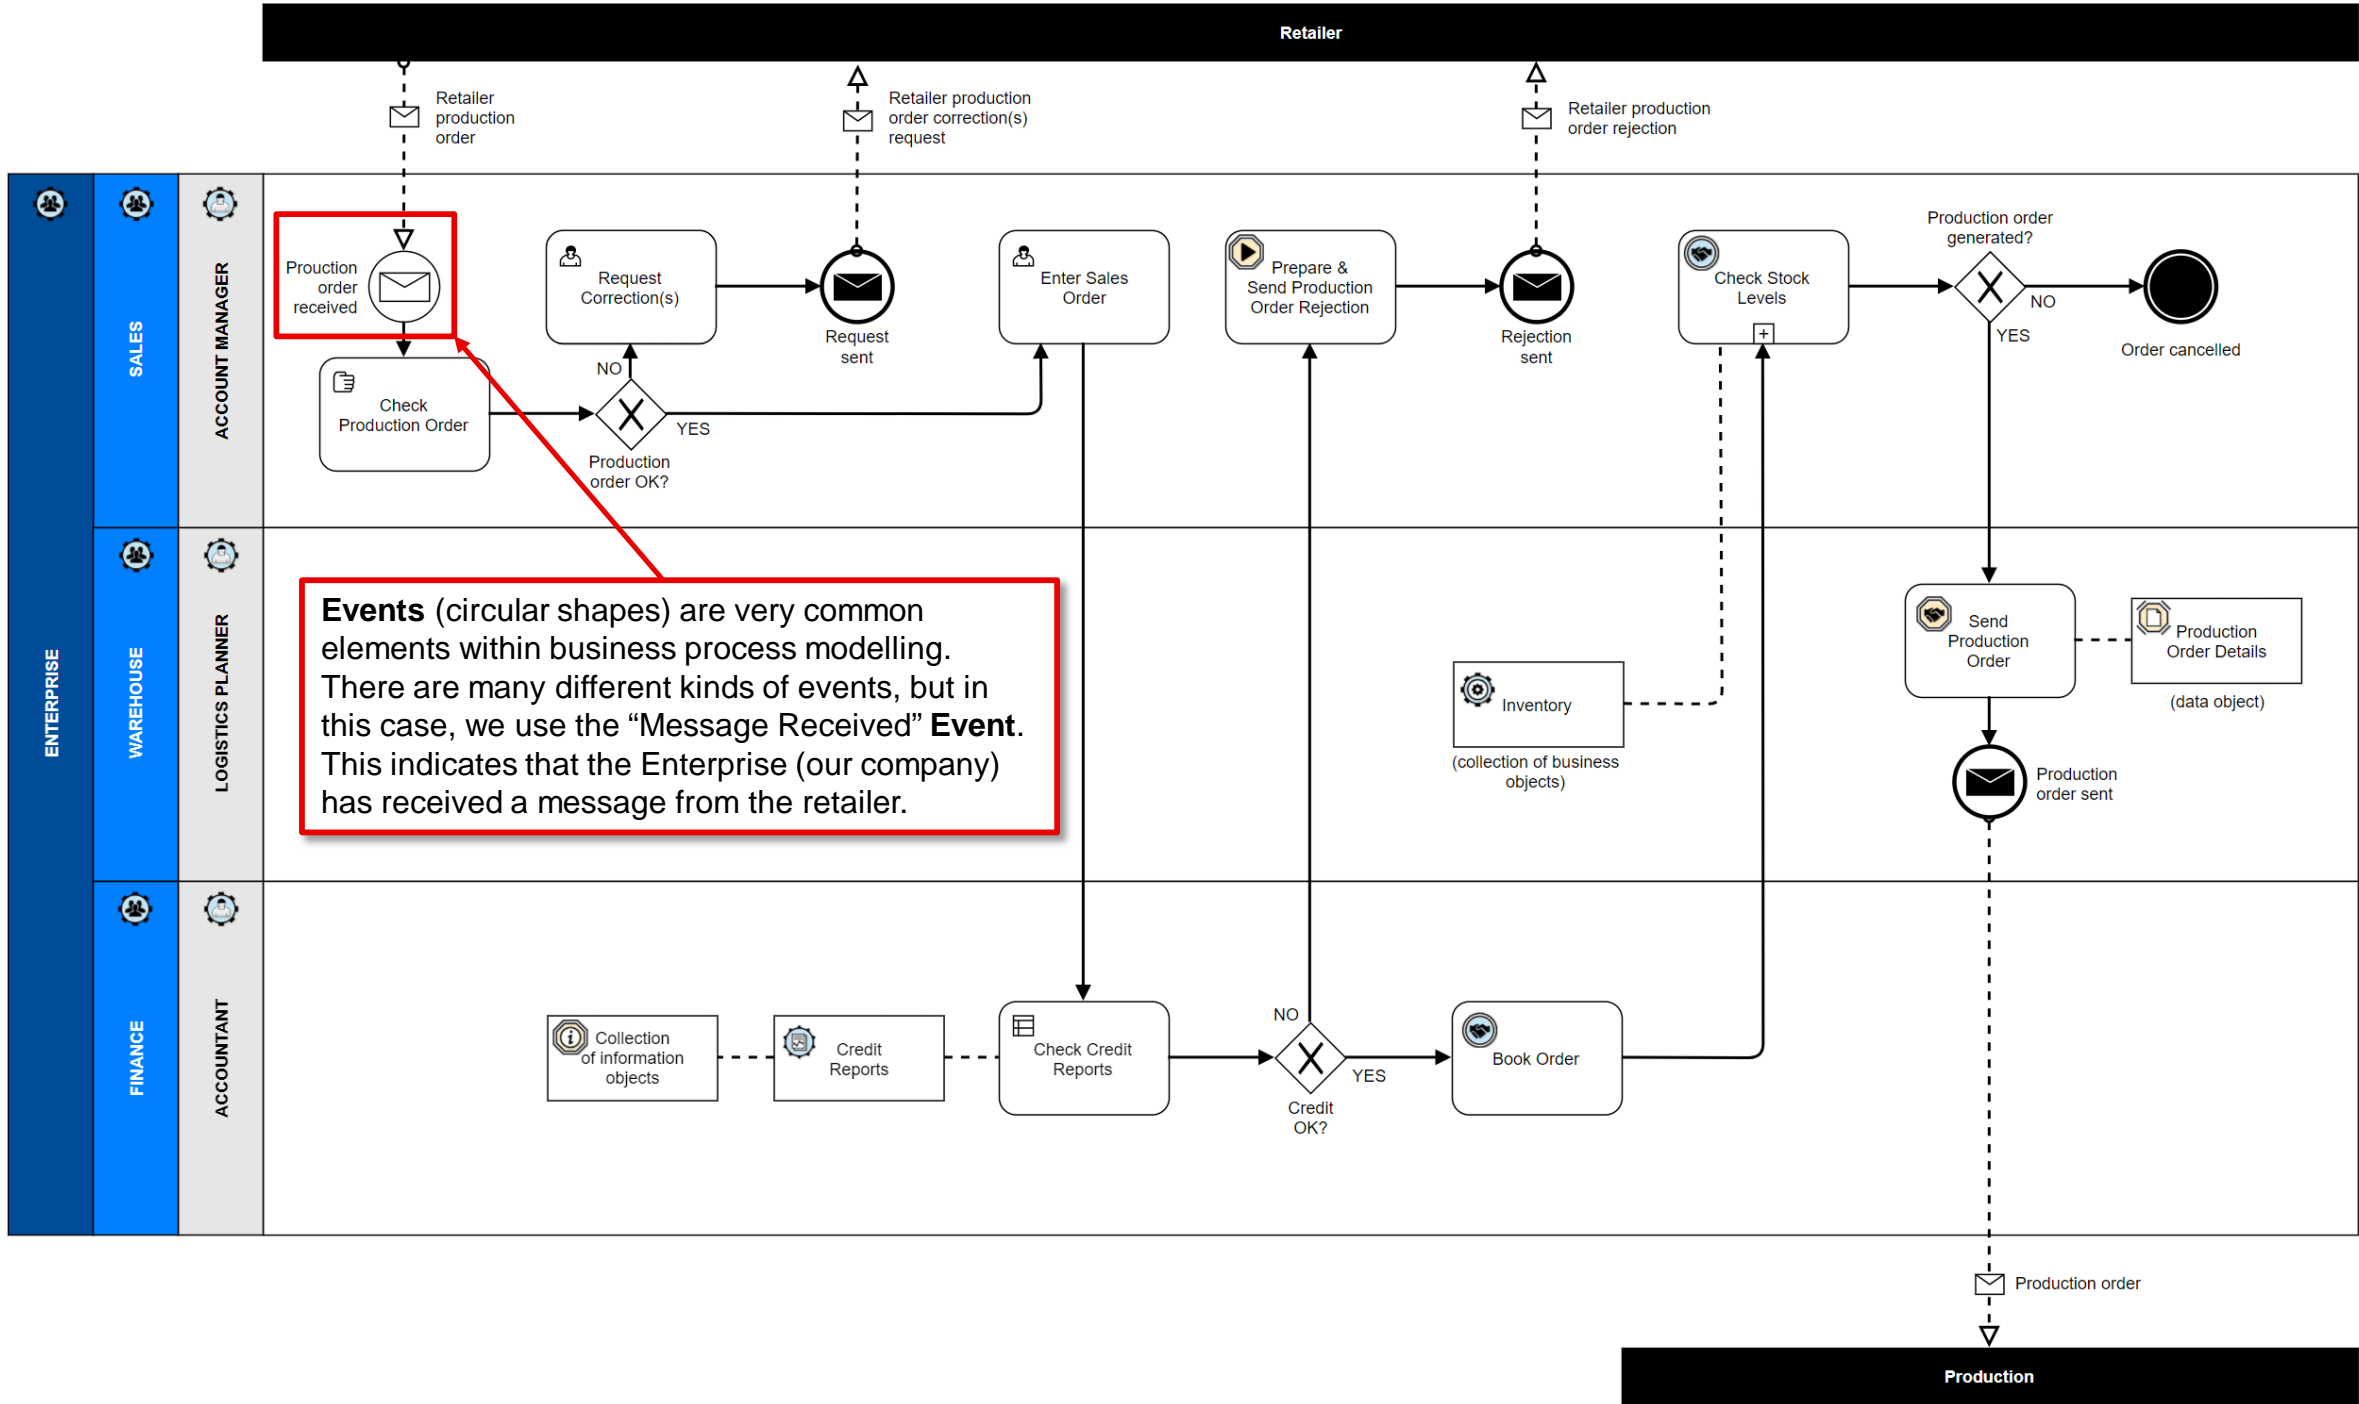 Retailer
Retailer
production
order
Retailer production
order correction(s)
request
Retailer production
order rejection
ENTERPRISE
SALES
ACCOUNT MANAGER
Prouction
order
received
Check
Production Order
Request
Correction(s)
NO
YES
Production
order OK?
Request
sent
Enter Sales
Order
Prepare &
Send Production
Order Rejection
Rejection
sent
Check Stock
Levels
Production order
generated?
NO
YES
Order cancelled
WAREHOUSE
LOGISTICS PLANNER
Events (circular shapes) are very common
elements within business process modelling.
There are many different kinds of events, but in
this case, we use the “Message Received” Event.
This indicates that the Enterprise (our company)
has received a message from the retailer.
Inventory
(collection of business
objects)
Send
Production
Order
Production
Order Details
(data object)
Production
order sent
FINANCE
ACCOUNTANT
Collection
of information
objects
Credit
Reports
Check Credit
Reports
NO
YES
Credit
OK?
Book Order
Production order
Production